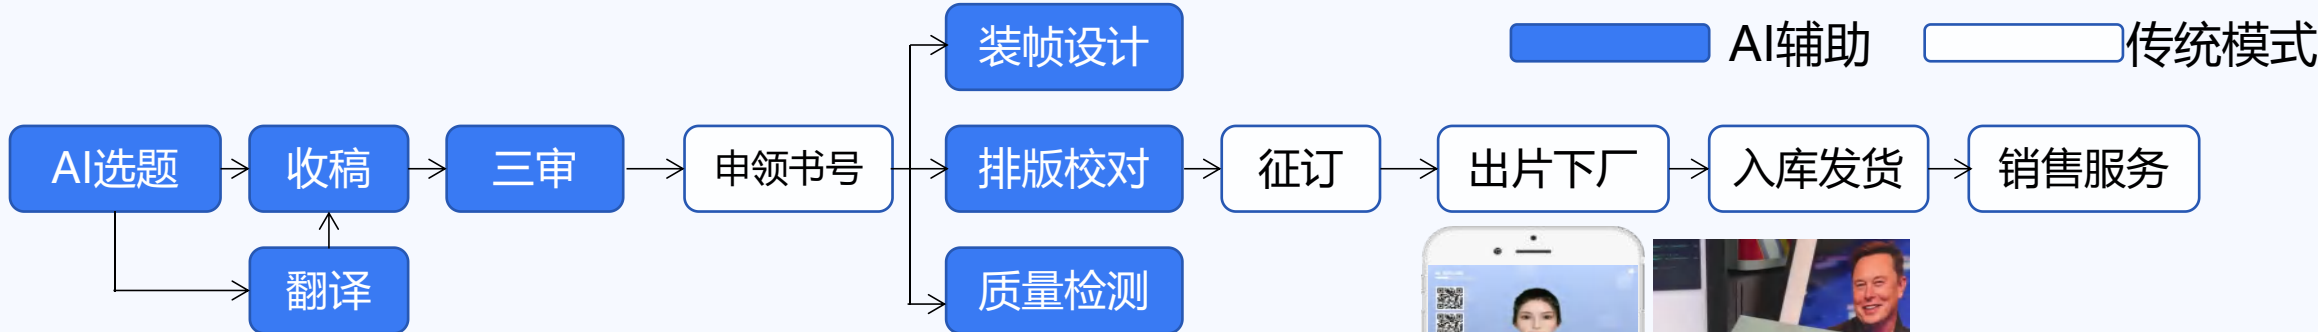 装帧设计
AI辅助
传统模式
AI选题
收稿
三审
申领书号
排版校对
征订
出片下厂
入库发货
销售服务
翻译
质量检测